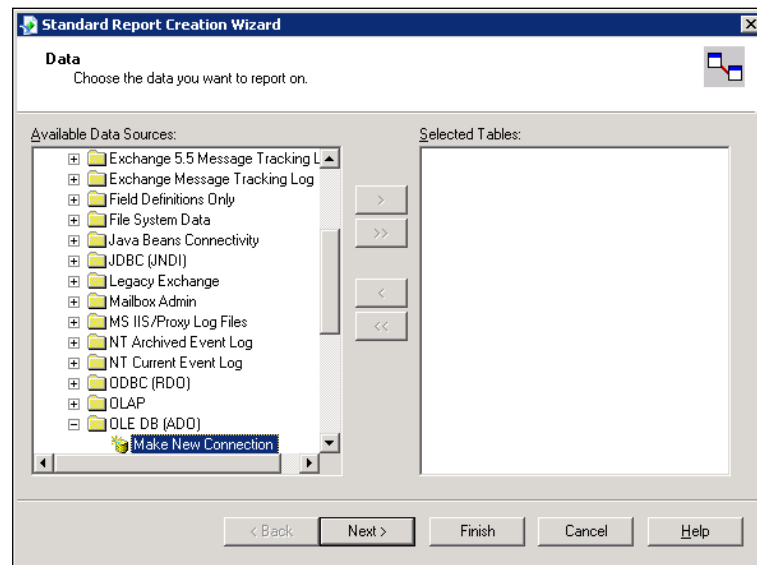 Standard Report Creation Wizard
Data
Choose the data you want to report on.
Available Data Sources:
Exchange 5.5 Message Tracking L
Exchange Message Tracking Log
Field Definitions Only
File System Data
Java Beans Connectivity
JDBC (JNDI)
Legacy Exchange
Mailbox Admin
MS IIS/Proxy Log Files
NT Archived Event Log
NT Current Event Log
ODBC (RDO)
OLAP
OLE DB (ADO)
Make New Connection
>
>>
<
<<
Selected Tables:
< Back Next > Finish Cancel Help